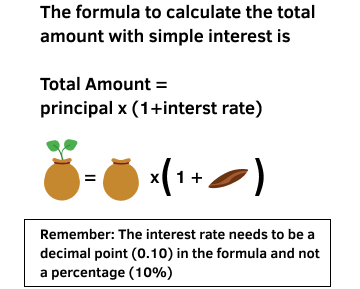 The formula to calculate the total
amount with simple interest is
Total Amount =
principal x (1+interst rate)
= x(1 + )
Remember: The interest rate needs to be a
decimal point (0.10) in the formula and not
a percentage (10%)